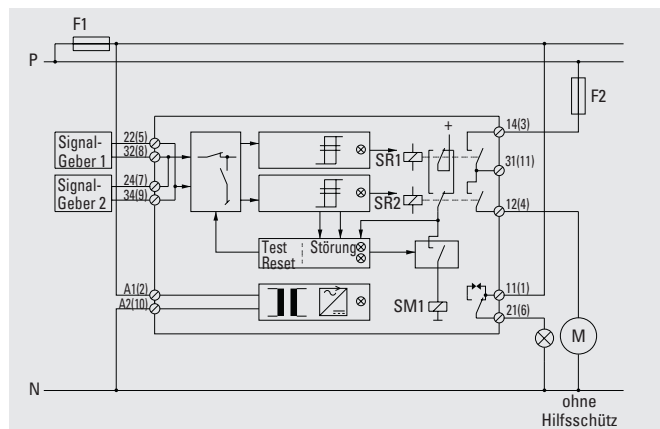 F1
P
F2
Signal-
Geber 1
22(5)
32(8)
14(3)
+
SR1
31(11)
Signal-
Geber 2
24(7)
34(9)
SR2
12(4)
Test
Reset
Störung
A1(2)
A2(10)
SM1
11(1)
21(6)
M
N
ohne
Hilfsschütz